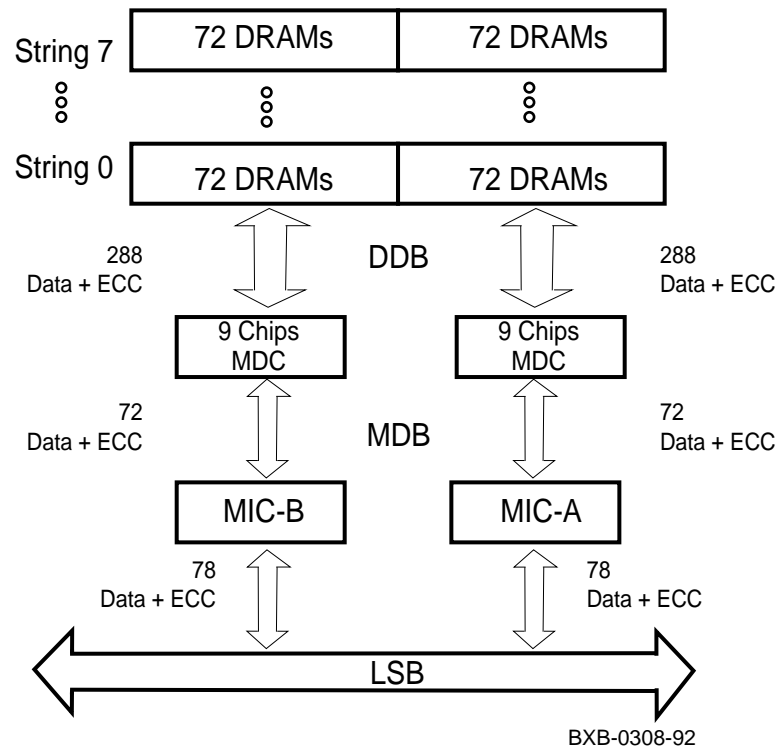 String 7
72 DRAMs
72 DRAMs
String 0
72 DRAMs
72 DRAMs
288
Data + ECC
DDB
288
Data + ECC
9 Chips
MDC
9 Chips
MDC
72
Data + ECC
MDB
72
Data + ECC
MIC-B
MIC-A
78
Data + ECC
78
Data + ECC
LSB
BXB-0308-92